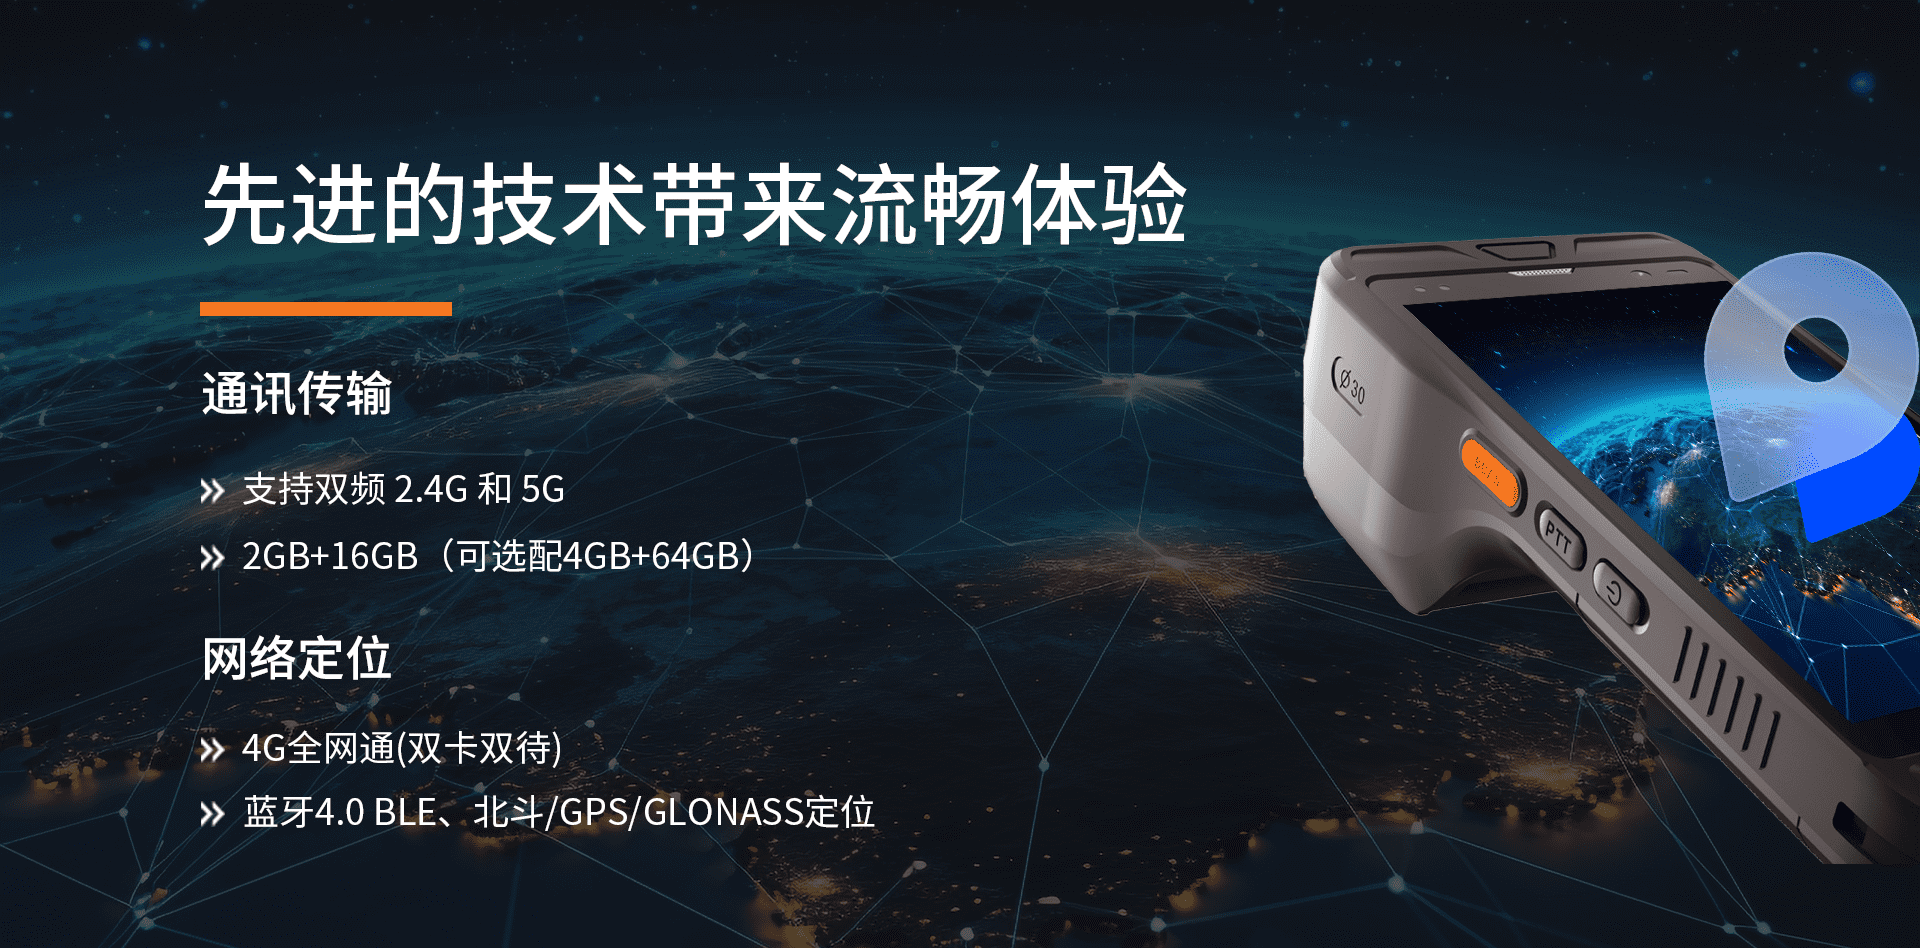 先进的技术带来流畅体验
通讯传输
支持双频 2.4G 和 5G
2GB+16GB（可选配4GB+64GB）
网络定位
4G全网通(双卡双待)
蓝牙4.0 BLE、北斗/GPS/GLONASS定位
Ø30
PTT